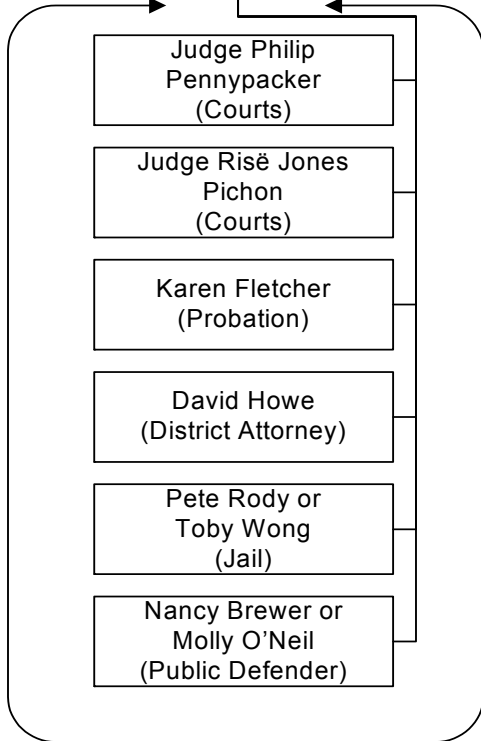 Judge Philip
Pennypacker
(Courts)
Judge Risë Jones
Pichon
(Courts)
Karen Fletcher
(Probation)
David Howe
(District Attorney)
Pete Rody or
Toby Wong
(Jail)
Nancy Brewer or
Molly O’Neil
(Public Defender)